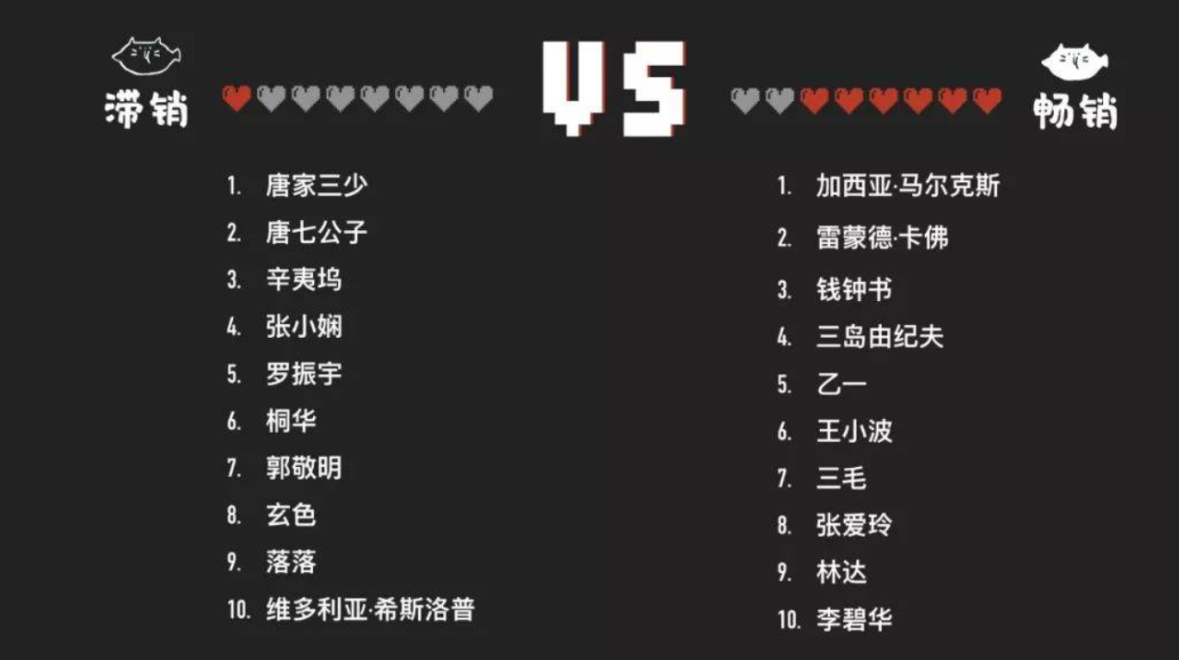 滞销
VS
畅销
1. 唐家三少
2. 唐七公子
3. 辛夷坞
4. 张小娴
5. 罗振宇
6. 桐华
7. 郭敬明
8. 玄色
9. 落落
10. 维多利亚·希斯洛普
1. 加西亚·马尔克斯
2. 雷蒙德·卡佛
3. 钱钟书
4. 三岛由纪夫
5. 乙一
6. 王小波
7. 三毛
8. 张爱玲
9. 林达
10. 李碧华